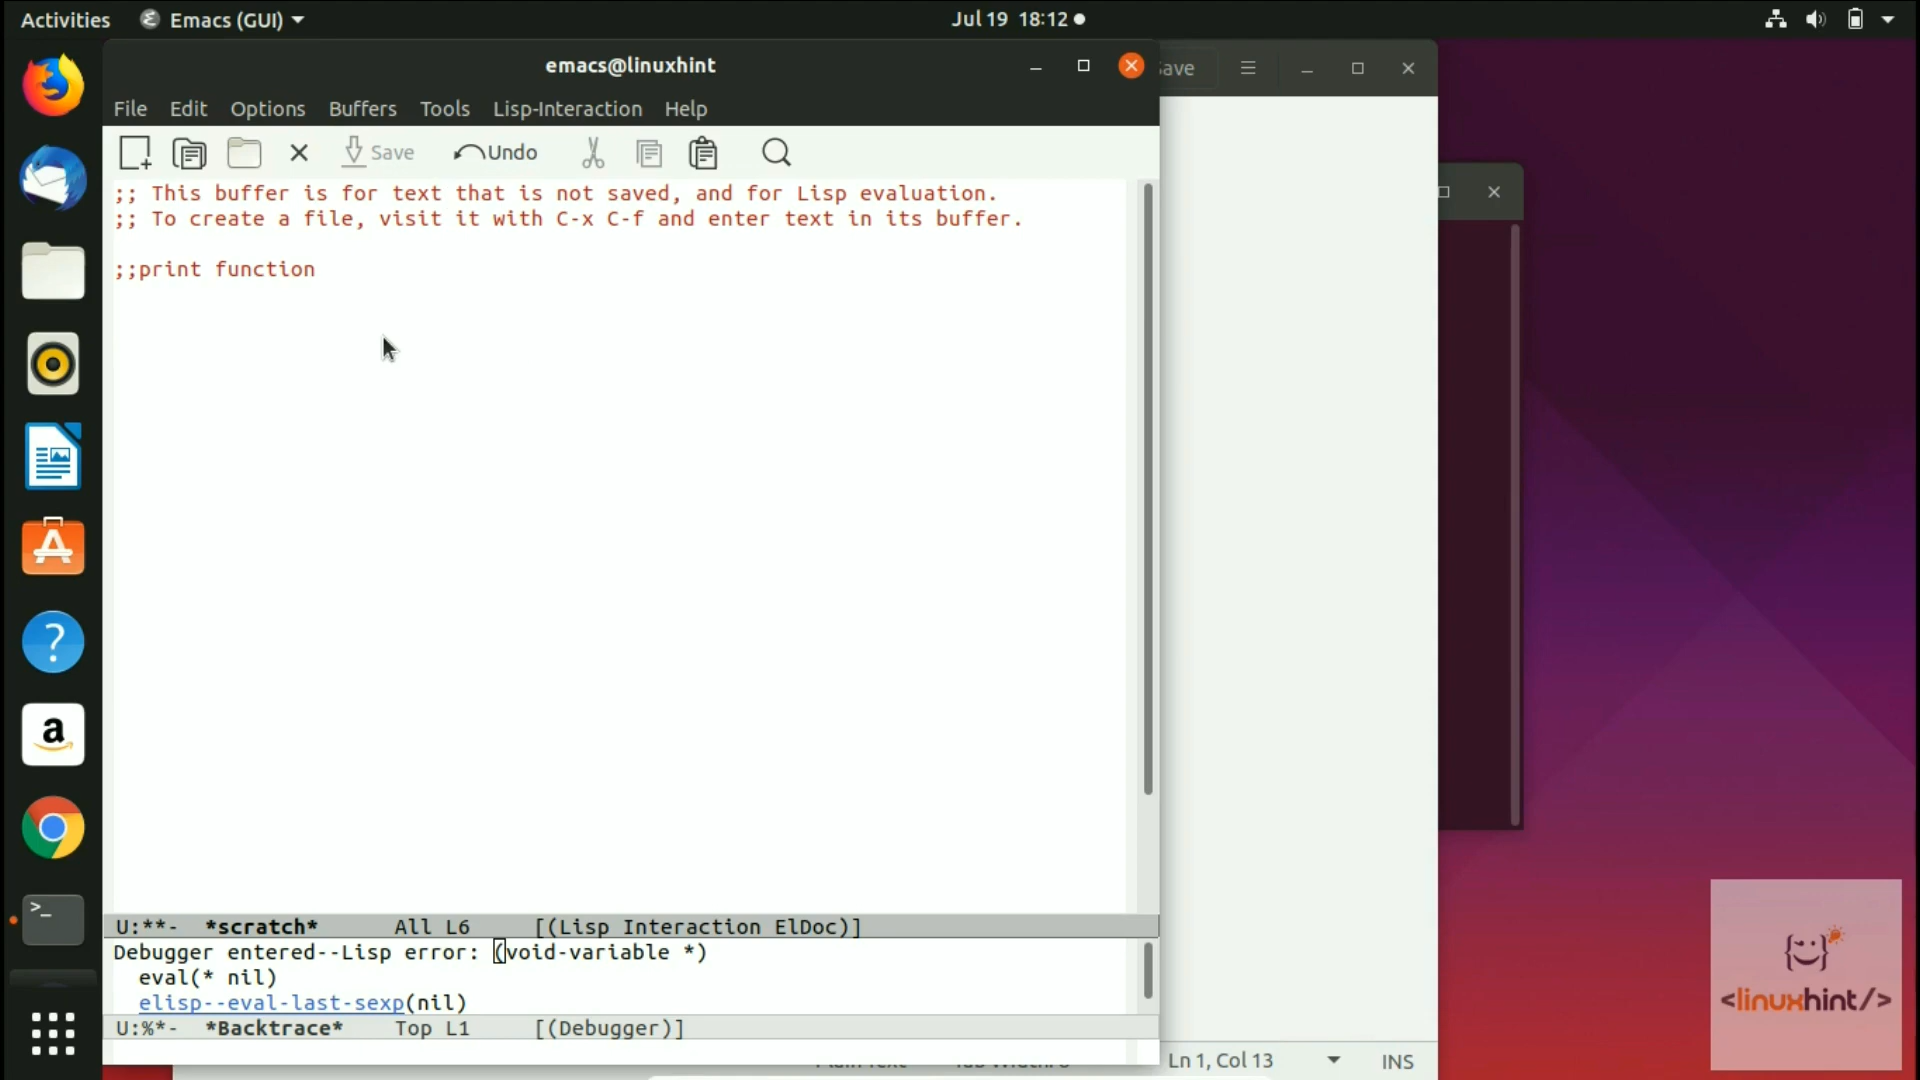 Activities Emacs (GUI) Jul 19 18:12
emacs@linuxhint
Save
File Edit Options Buffers Tools Lisp-Interaction Help
Save Undo
;; This buffer is for text that is not saved, and for Lisp evaluation.
;; To create a file, visit it with C-x C-f and enter text in its buffer.
;;print function
U:**- *scratch* All L6 [(Lisp Interaction ElDoc)]
Debugger entered--Lisp error: (void-variable *)
eval(* nil)
elisp--eval-last-sexp(nil)
U:%*- *Backtrace* Top L1 [(Debugger)]
Ln 1, Col 13 INS
<linuxhint/>